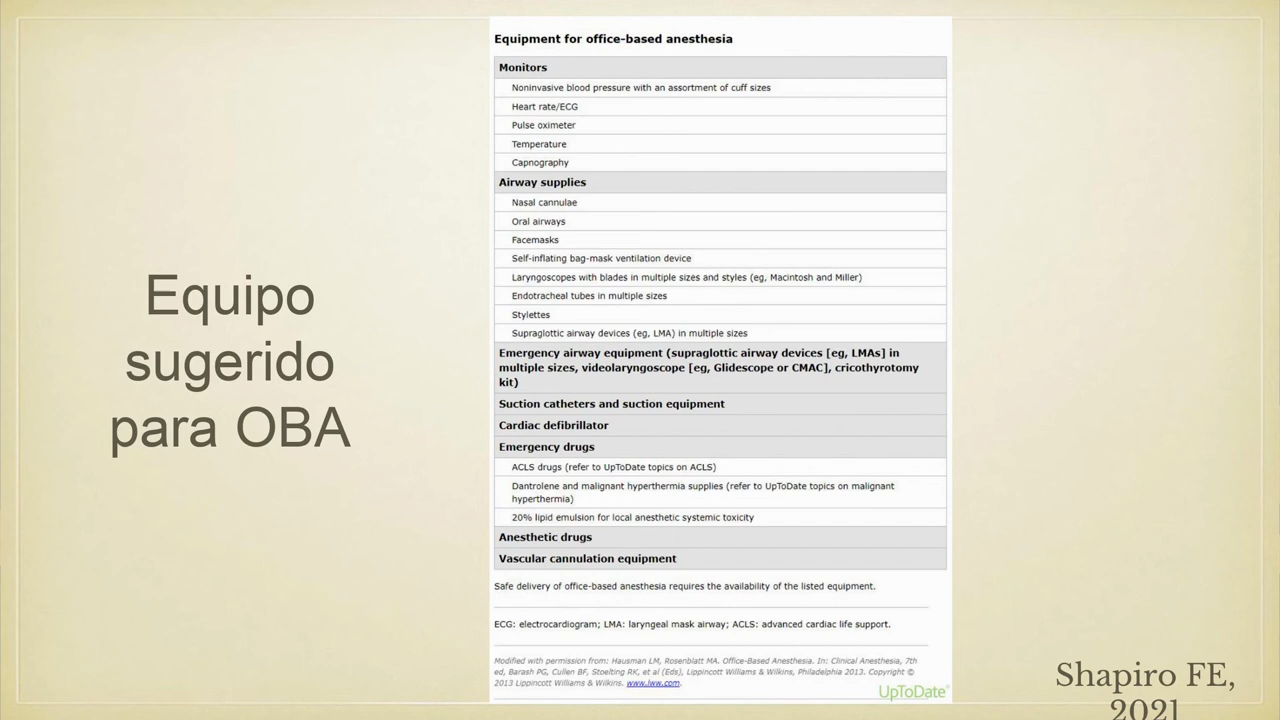 Equipo
sugerido
para OBA
Equipment for office-based anesthesia
Monitors
Noninvasive blood pressure with an assortment of cuff sizes
Heart rate/ECG
Pulse oximeter
Temperature
Capnography
Airway supplies
Nasal cannulae
Oral airways
Facemasks
Self-inflating bag-mask ventilation device
Laryngoscopes with blades in multiple sizes and styles (eg, Macintosh and Miller)
Endotracheal tubes in multiple sizes
Stylettes
Supraglottic airway devices (eg, LMA) in multiple sizes
Emergency airway equipment (supraglottic airway devices [eg, LMAs] in
multiple sizes, videolaryngoscope [eg, Glidescope or CMAC], cricothyrotomy
kit)
Suction catheters and suction equipment
Cardiac defibrillator
Emergency drugs
ACLS drugs (refer to UpToDate topics on ACLS)
Dantrolene and malignant hyperthermia supplies (refer to UpToDate topics on malignant
hyperthermia)
20% lipid emulsion for local anesthetic systemic toxicity
Anesthetic drugs
Vascular cannulation equipment
Safe delivery of office-based anesthesia requires the availability of the listed equipment.
ECG: electrocardiogram; LMA: laryngeal mask airway; ACLS: advanced cardiac life support.
Modified with permission from: Hausman LM, Rosenblatt MA. Office-Based Anesthesia. In: Clinical Anesthesia, 7th
ed, Barash PG, Cullen BF, Stoelting RK, et al (Eds), Lippincott Williams & Wilkins, Philadelphia 2013. Copyright ©
2013 Lippincott Williams & Wilkins. www.lww.com.
UpToDate®
Shapiro FE,
2021